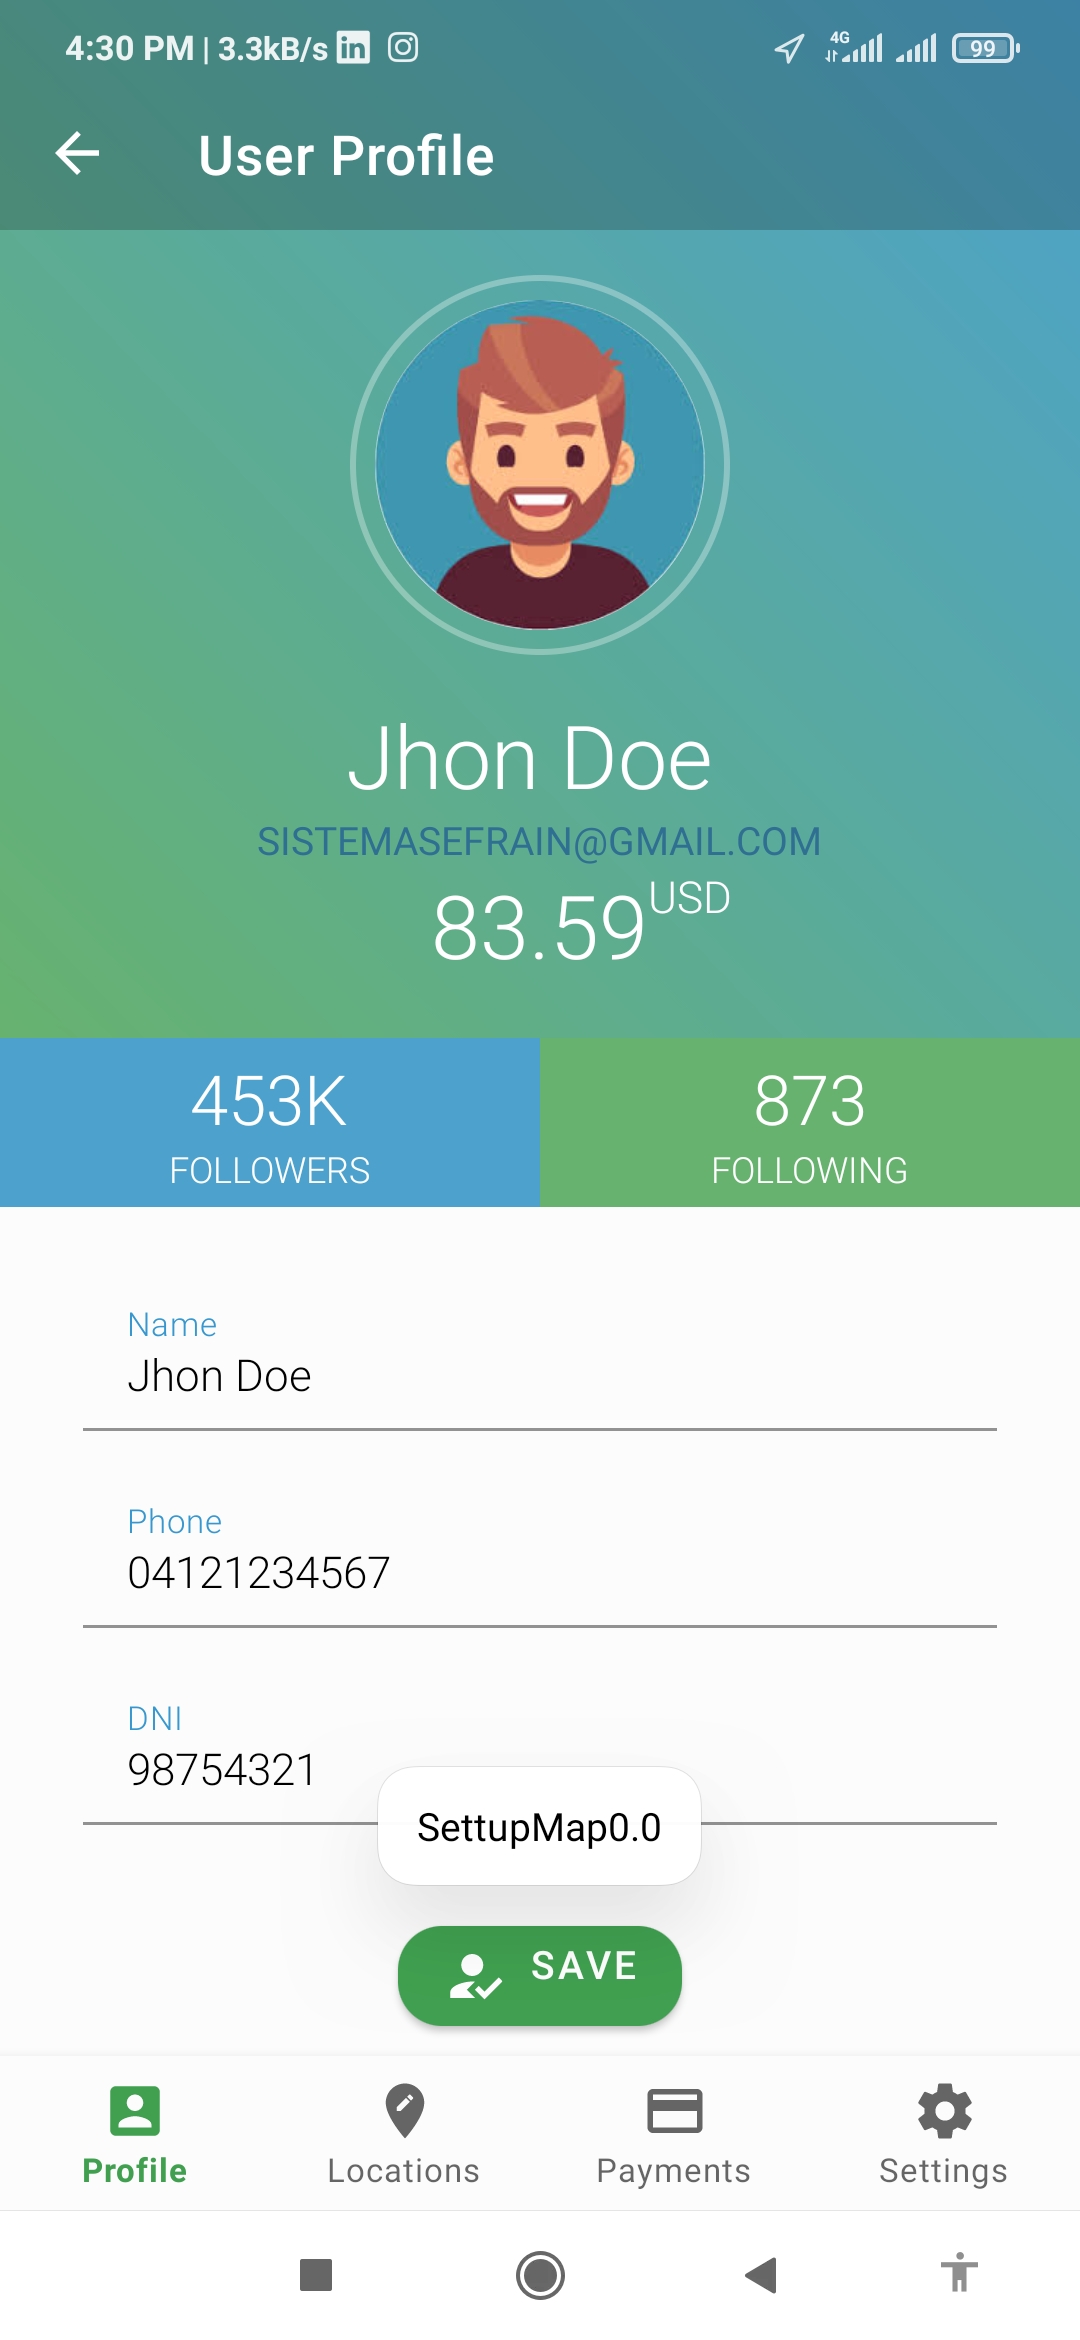 4:30 PM | 3.3kB/s in 4G 99
User Profile
Jhon Doe
SISTEMASEFRAIN@GMAIL.COM
83.59 USD
453K 873
FOLLOWERS FOLLOWING
Name
Jhon Doe
Phone
04121234567
DNI
98754321
SettupMap0.0
SAVE
Profile Locations Payments Settings